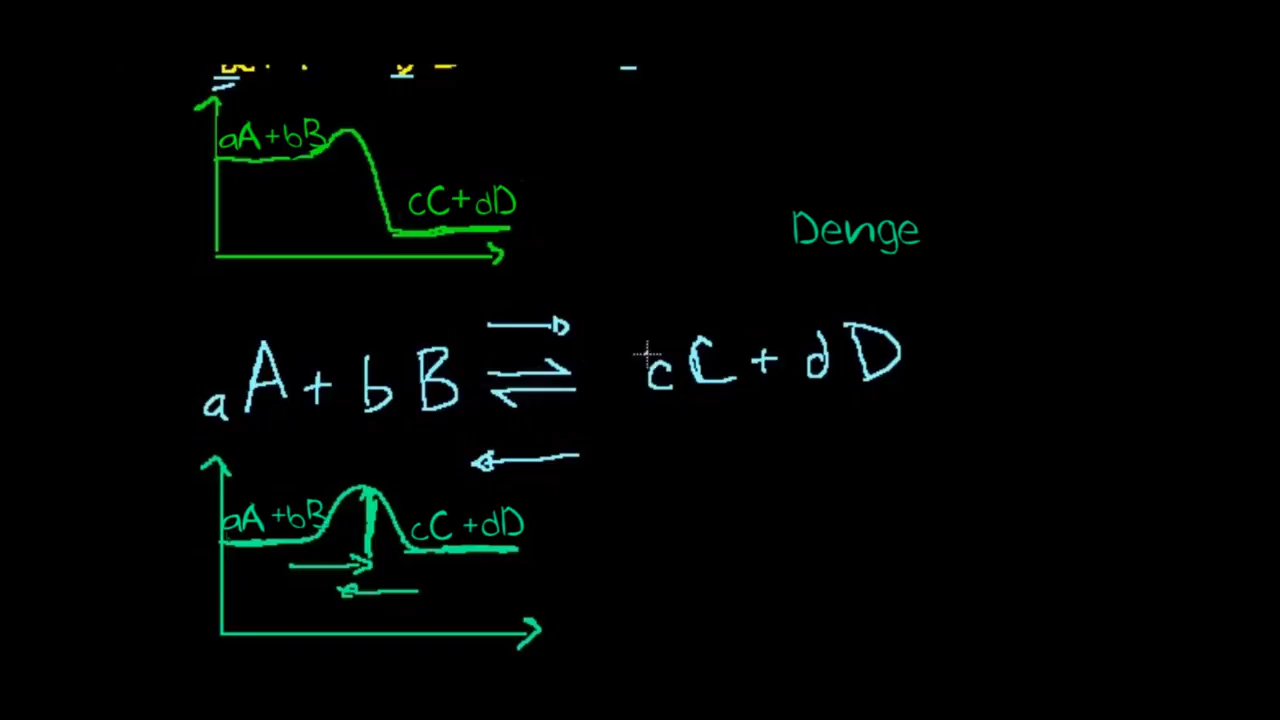 aA+bB
cC+dD
Denge
aA + bB ⇌ cC + dD
aA+bB
cC+dD